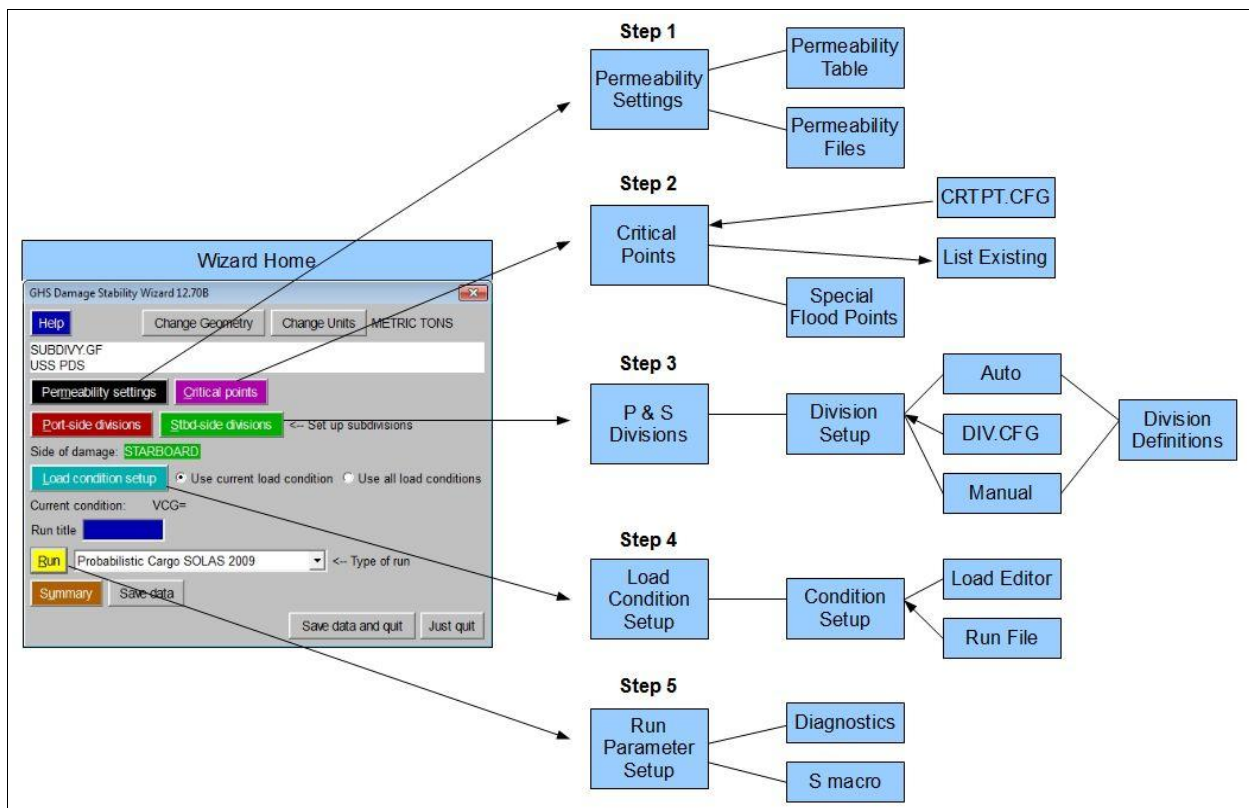 Wizard Home
GHS Damage Stability Wizard 12.70B
Help
Change Geometry
Change Units
METRIC TONS
SUBDIVY.GF
USS PDS
Permeability settings
Critical points
Port-side divisions
Stbd-side divisions
<-- Set up subdivisions
Side of damage: STARBOARD
Load condition setup
Use current load condition
Use all load conditions
Current condition: VCG=
Run title
Run
Probabilistic Cargo SOLAS 2009
<-- Type of run
Summary
Save data
Save data and quit
Just quit
Step 1
Permeability
Settings
Permeability
Table
Permeability
Files
Step 2
Critical
Points
CRTPT.CFG
List Existing
Special
Flood Points
Step 3
P & S
Divisions
Division
Setup
Auto
DIV.CFG
Manual
Division
Definitions
Step 4
Load
Condition
Setup
Condition
Setup
Load Editor
Run File
Step 5
Run
Parameter
Setup
Diagnostics
S macro